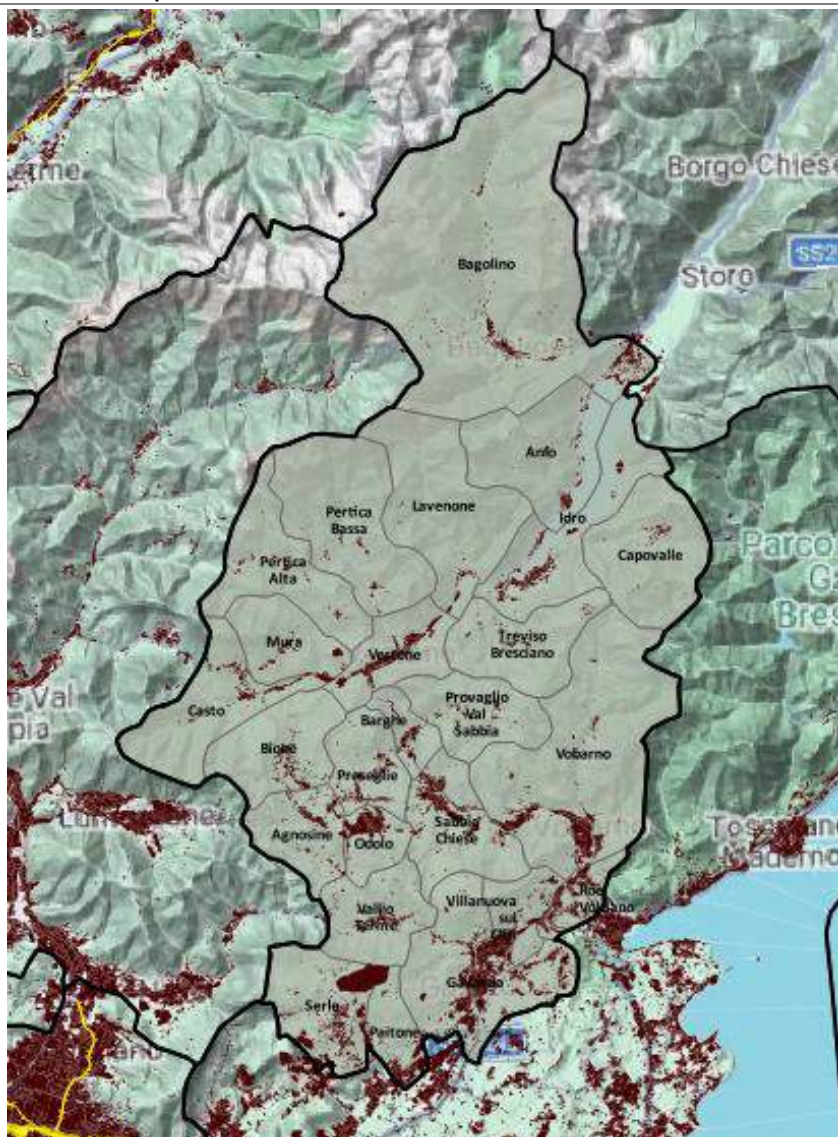 Borgo Chiese
Storo
Bagolino
Anfo
Lavenone
Pertica
Bassa
Idro
Capovalle
Parco
G
Bre
Pertica
Alta
Mura
Vestone
Treviso
Bresciano
e Val
pia
Casto
Provaglio
Val
Sabbia
Barghe
Bione
Vobarno
Preseglie
Agnosine
Odolo
Sabbio
Chiese
Villanuova
sul
Roè
Volciano
Vallio
Terme
Gavardo
Serle
Paitone